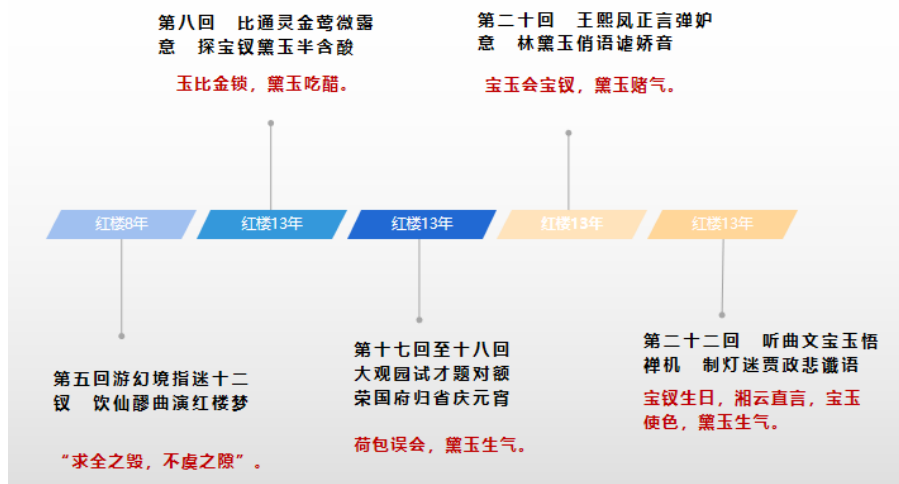 第八回 比通灵金莺微露
意 探宝钗黛玉半含酸
玉比金锁，黛玉吃醋。
第二十回 王熙凤正言弹妒
意 林黛玉俏语谑娇音
宝玉会宝钗，黛玉赌气。
红楼8年
红楼13年
红楼13年
红楼13年
红楼13年
第五回游幻境指迷十二
钗 饮仙醪曲演红楼梦
“求全之毁，不虞之隙”。
第十七回至十八回
大观园试才题对额
荣国府归省庆元宵
荷包误会，黛玉生气。
第二十二回 听曲文宝玉悟
禅机 制灯迷贾政悲谶语
宝钗生日，湘云直言，宝玉
使色，黛玉生气。